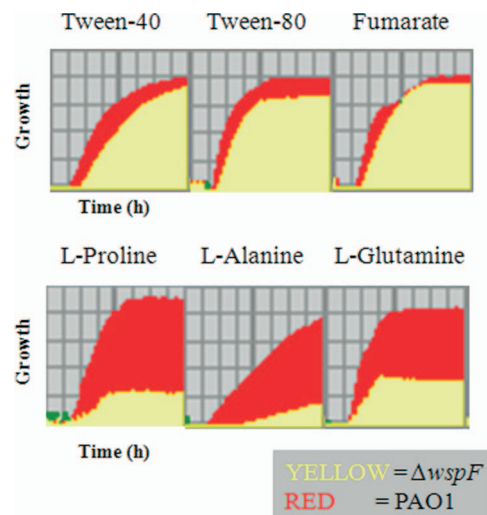 Tween-40 Tween-80 Fumarate
Growth
Time (h)
L-Proline L-Alanine L-Glutamine
Growth
Time (h)
YELLOW = ΔwspF
RED = PAO1